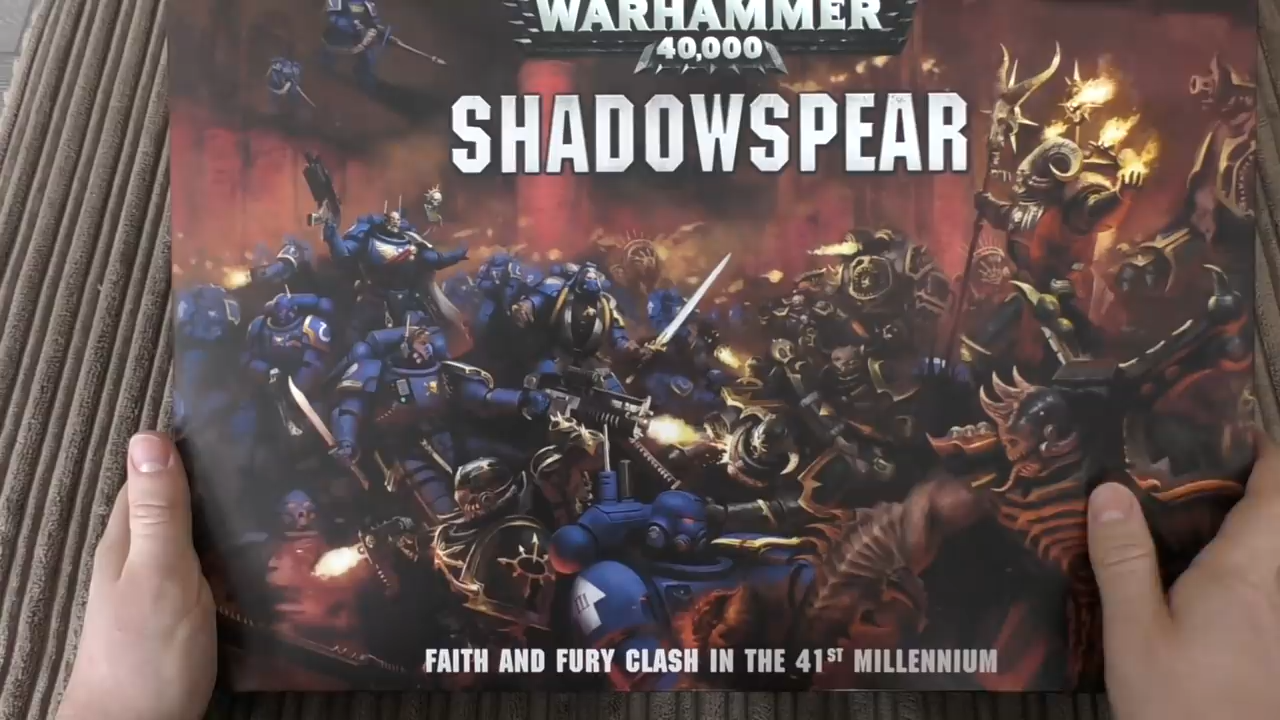 WARHAMMER
40,000
SHADOWSPEAR
FAITH AND FURY CLASH IN THE 41ST MILLENNIUM